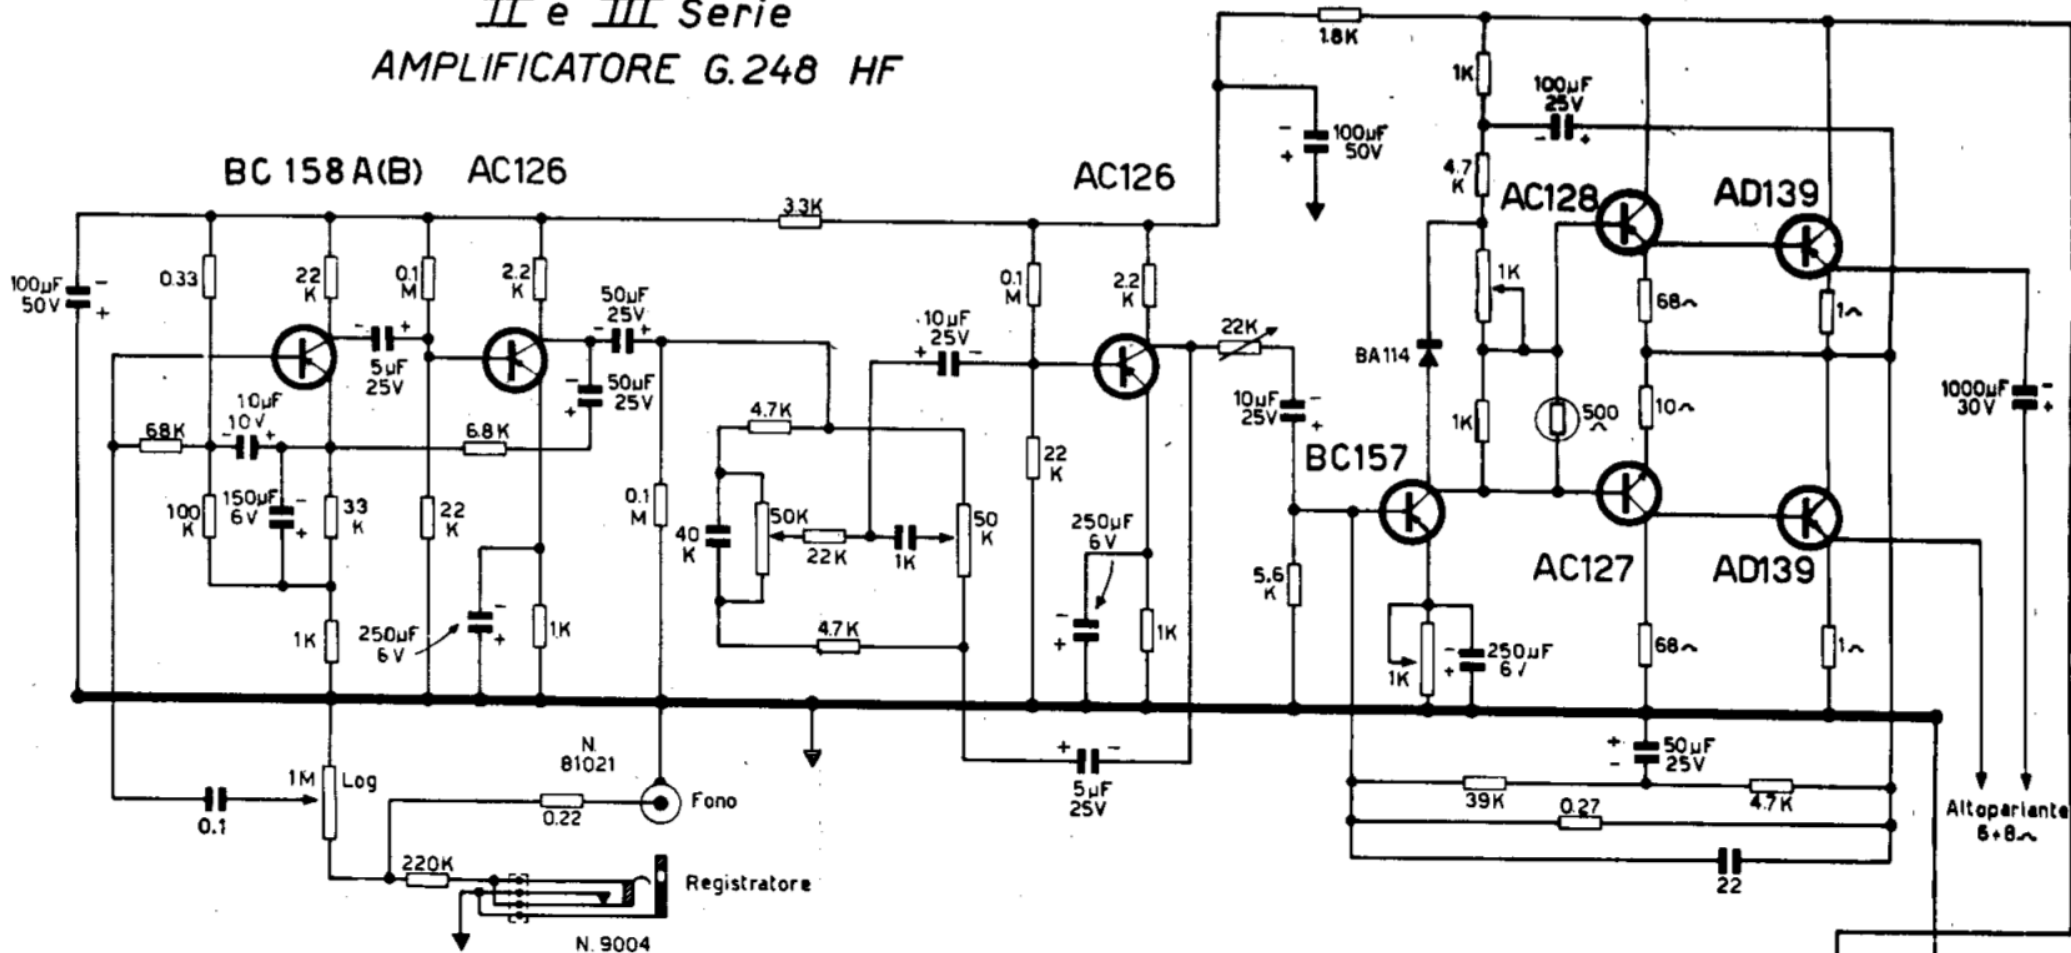 II e III Serie
AMPLIFICATORE G.248 HF
1.8K
1K
100µF
25V
-
+
-
+
100µF
50V
BC 158 A(B)
AC126
AC126
4.7
K
AC128
AD139
3.3K
100µF
50V
-
+
0.33
22
K
0.1
M
2.2
K
50µF
25V
-
+
0.1
M
2.2
K
1K
68~
1~
10µF
25V
+
-
22K
-
+
5µF
25V
-
+
50µF
25V
BA114
1000µF
30V
-
+
10µF
10V
-
+
4.7K
10µF
25V
-
+
1K
500
~
10~
68K
6.8K
22
K
BC157
100
K
150µF
6V
-
+
33
K
22
K
0.1
M
40
K
50K
22K
1K
50
K
250µF
6V
AC127
AD139
5.6
K
1K
250µF
6V
-
+
1K
4.7K
-
+
1K
1K
-
+
250µF
6V
68~
1~
N.
81021
+
-
50µF
25V
1M
Log
+
-
5µF
25V
39K
4.7K
0.1
0.22
Fono
0.27
Altoparlante
6÷8~
220K
Registratore
22
N. 9004